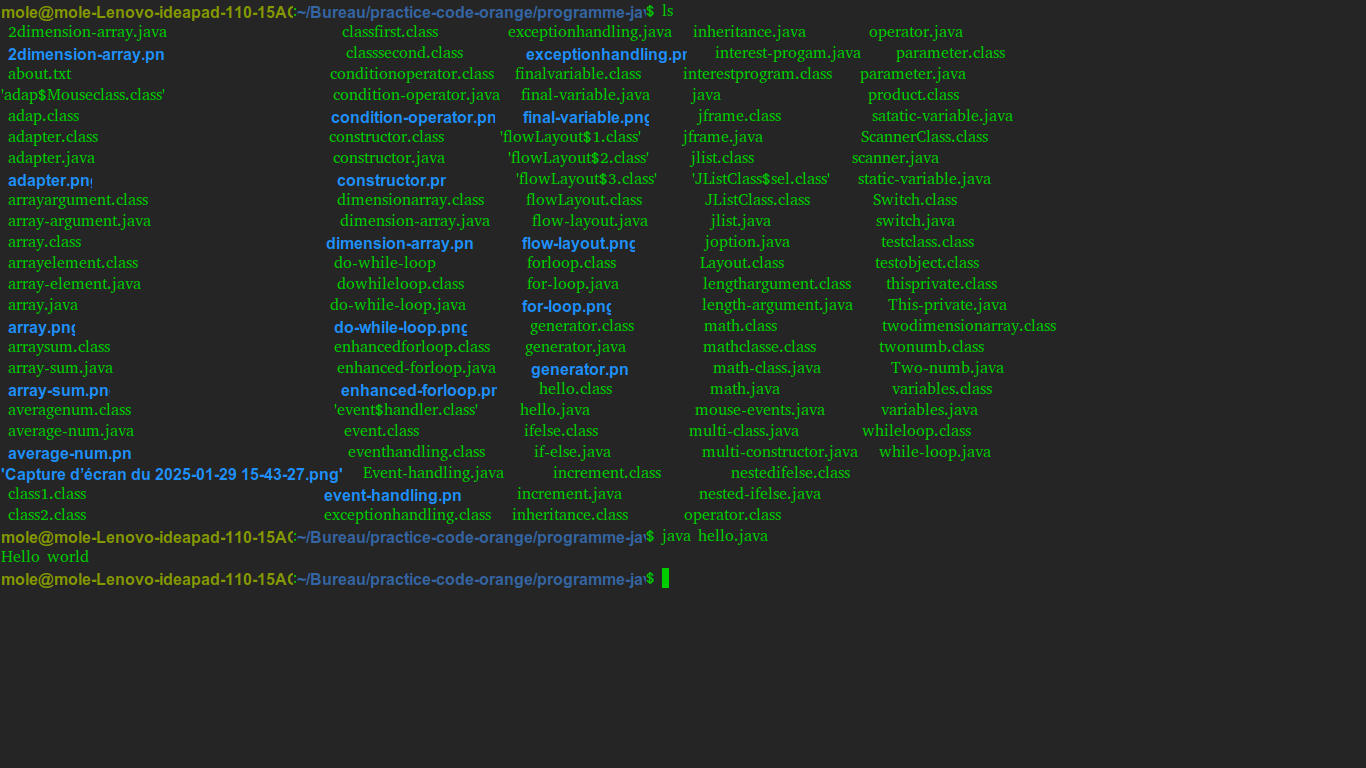 mole@mole-Lenovo-ideapad-110-15AC:~/Bureau/practice-code-orange/programme-jav$ ls
2dimension-array.java classfirst.class exceptionhandling.java inheritance.java operator.java
2dimension-array.pn classsecond.class exceptionhandling.pr interest-progam.java parameter.class
about.txt conditionoperator.class finalvariable.class interestprogram.class parameter.java
'adap$Mouseclass.class' condition-operator.java final-variable.java java product.class
adap.class condition-operator.pn final-variable.png jframe.class satatic-variable.java
adapter.class constructor.class 'flowLayout$1.class' jframe.java ScannerClass.class
adapter.java constructor.java 'flowLayout$2.class' jlist.class scanner.java
adapter.png constructor.pr 'flowLayout$3.class' 'JListClass$sel.class' static-variable.java
arrayargument.class dimensionarray.class flowLayout.class JListClass.class Switch.class
array-argument.java dimension-array.java flow-layout.java jlist.java switch.java
array.class dimension-array.pn flow-layout.png joption.java testclass.class
arrayelement.class do-while-loop forloop.class Layout.class testobject.class
array-element.java dowhileloop.class for-loop.java lengthargument.class thisprivate.class
array.java do-while-loop.java for-loop.png length-argument.java This-private.java
array.png do-while-loop.png generator.class math.class twodimensionarray.class
arraysum.class enhancedforloop.class generator.java mathclasse.class twonumb.class
array-sum.java enhanced-forloop.java generator.pn math-class.java Two-numb.java
array-sum.pn enhanced-forloop.pr hello.class math.java variables.class
averagenum.class 'event$handler.class' hello.java mouse-events.java variables.java
average-num.java event.class ifelse.class multi-class.java whileloop.class
average-num.pn eventhandling.class if-else.java multi-constructor.java while-loop.java
'Capture d’écran du 2025-01-29 15-43-27.png' Event-handling.java increment.class nestedifelse.class
class1.class event-handling.pn increment.java nested-ifelse.java
class2.class exceptionhandling.class inheritance.class operator.class
mole@mole-Lenovo-ideapad-110-15AC:~/Bureau/practice-code-orange/programme-jav$ java hello.java
Hello world
mole@mole-Lenovo-ideapad-110-15AC:~/Bureau/practice-code-orange/programme-jav$